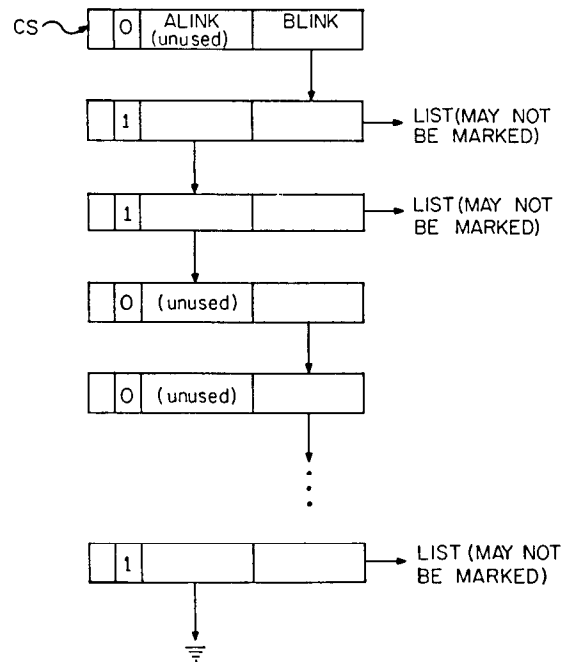 CS
0
ALINK
(unused)
BLINK
1
LIST (MAY NOT
BE MARKED)
1
LIST (MAY NOT
BE MARKED)
0
(unused)
0
(unused)
1
LIST (MAY NOT
BE MARKED)